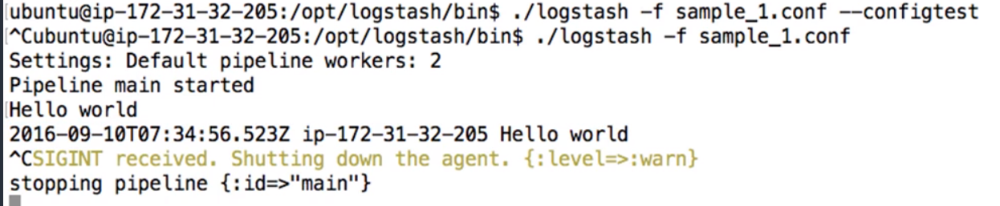 ubuntu@ip-172-31-32-205:/opt/logstash/bin$ ./logstash -f sample_1.conf --configtest
^Cubuntu@ip-172-31-32-205:/opt/logstash/bin$ ./logstash -f sample_1.conf
Settings: Default pipeline workers: 2
Pipeline main started
Hello world
2016-09-10T07:34:56.523Z ip-172-31-32-205 Hello world
^CSIGINT received. Shutting down the agent. {:level=>:warn}
stopping pipeline {:id=>"main"}